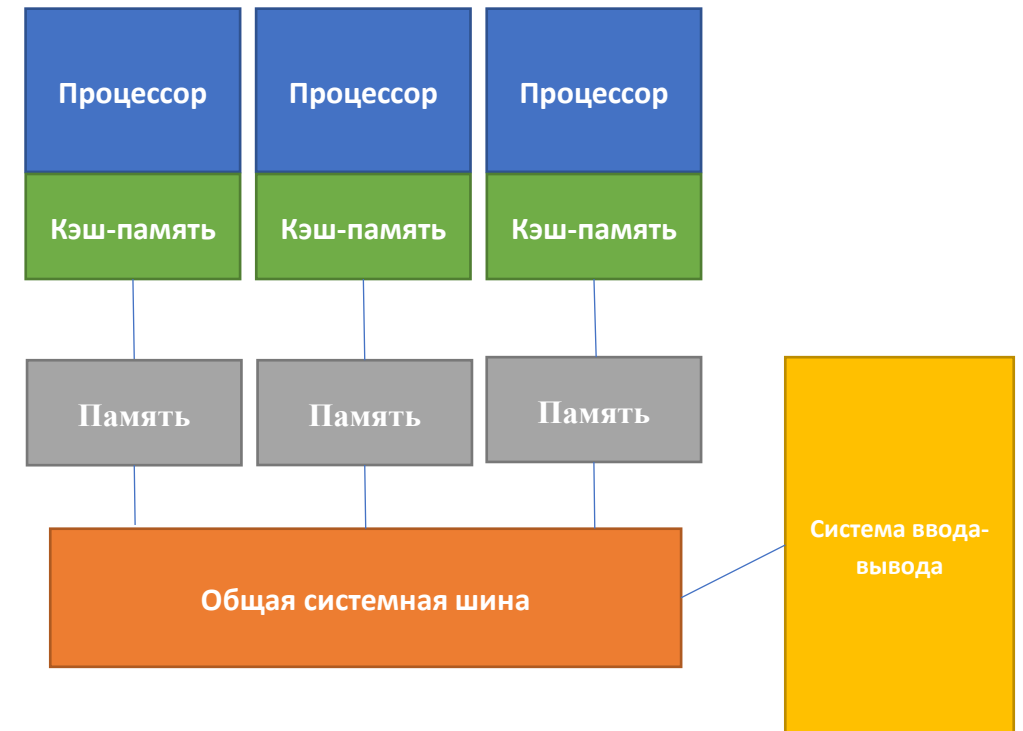 Процессор
Процессор
Процессор
Кэш-память
Кэш-память
Кэш-память
Память
Память
Память
Система ввода-
вывода
Общая системная шина